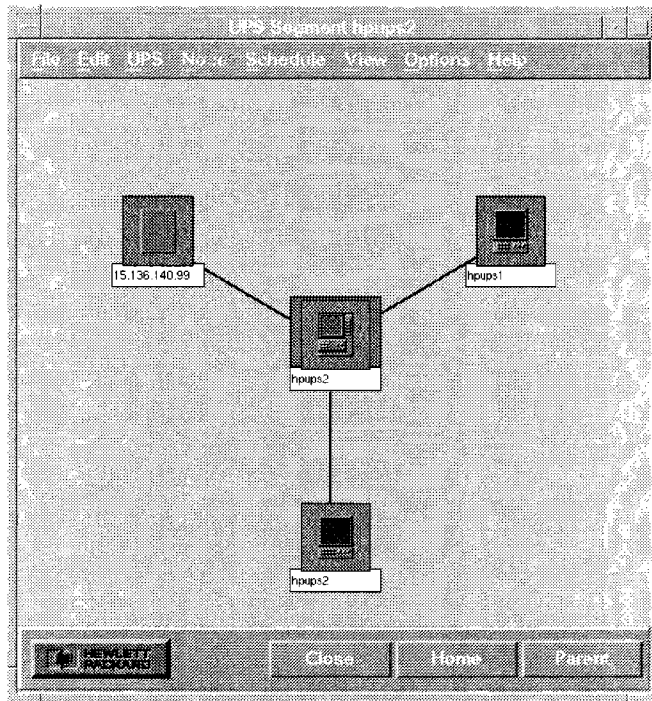 UPS Segment hpups2
File Edit UPS Node Schedule View Options Help
15.136.140.99
hpups1
hpups2
hpups2
HEWLETT
PACKARD
Close Home Parent